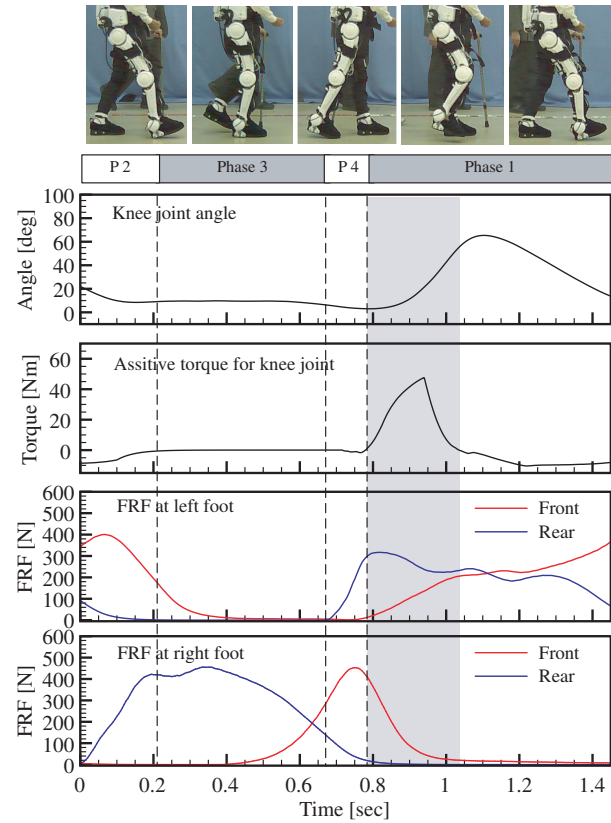 P 2 Phase 3 P 4 Phase 1
100
80
60
40
20
0
Angle [deg]
Knee joint angle
60
40
20
0
Torque [Nm]
Assitive torque for knee joint
600
500
400
300
200
100
0
FRF [N]
FRF at left foot
Front
Rear
600
500
400
300
200
100
0
FRF [N]
FRF at right foot
Front
Rear
0 0.2 0.4 0.6 0.8 1 1.2 1.4
Time [sec]